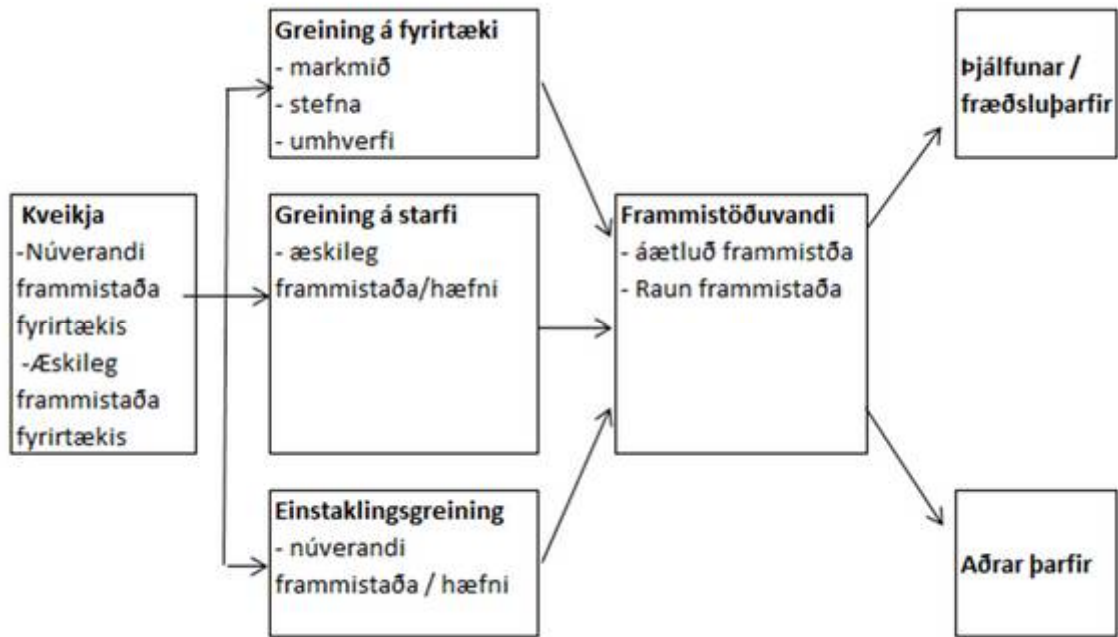 Kveikja
-Núverandi
frammistaða
fyrirtækis
-Æskileg
frammistaða
fyrirtækis
Greining á fyrirtæki
- markmið
- stefna
- umhverfi
Greining á starfi
- æskileg
frammistaða/hæfni
Einstaklingsgreining
- núverandi
frammistaða / hæfni
Frammistöðuvandi
- áætluð frammistða
- Raun frammistaða
Þjálfunar /
fræðsluþarfir
Aðrar þarfir